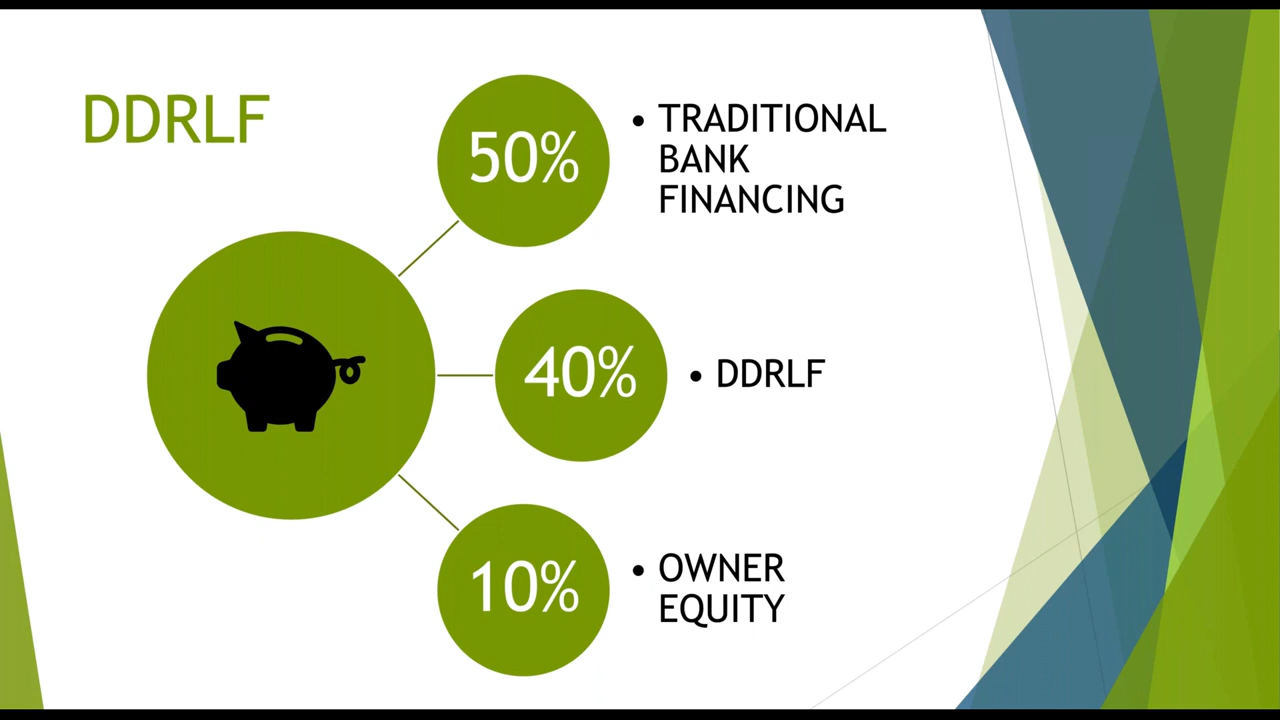 DDRLF
50%
• TRADITIONAL
BANK
FINANCING
40%
• DDRLF
10%
• OWNER
EQUITY